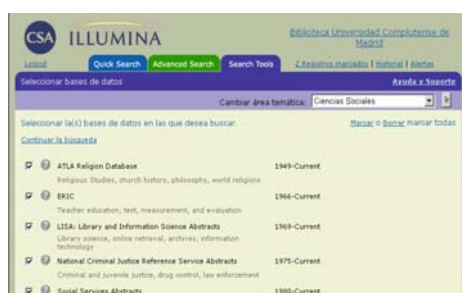 CSA ILLUMINA
Biblioteca Universidad Complutense de Madrid
Logout
Quick Search Advanced Search Search Tools
2 Registros marcados | Historial | Alertas
Seleccionar bases de datos
Ayuda y Soporte
Cambiar área temática: Ciencias Sociales
Seleccionar la(s) bases de datos en las que desea buscar.
Marcar o Borrar marcar todas
Continuar la búsqueda
ATLA Religion Database 1949-Current
Religious Studies, church history, philosophy, world religions
ERIC 1966-Current
Teacher education, test, measurement, and evaluation
LISA: Library and Information Science Abstracts 1969-Current
Library science, online retrieval, archives, information
technology
National Criminal Justice Reference Service Abstracts 1975-Current
Criminal and juvenile justice, drug control, law enforcement
Social Services Abstracts 1980-Current